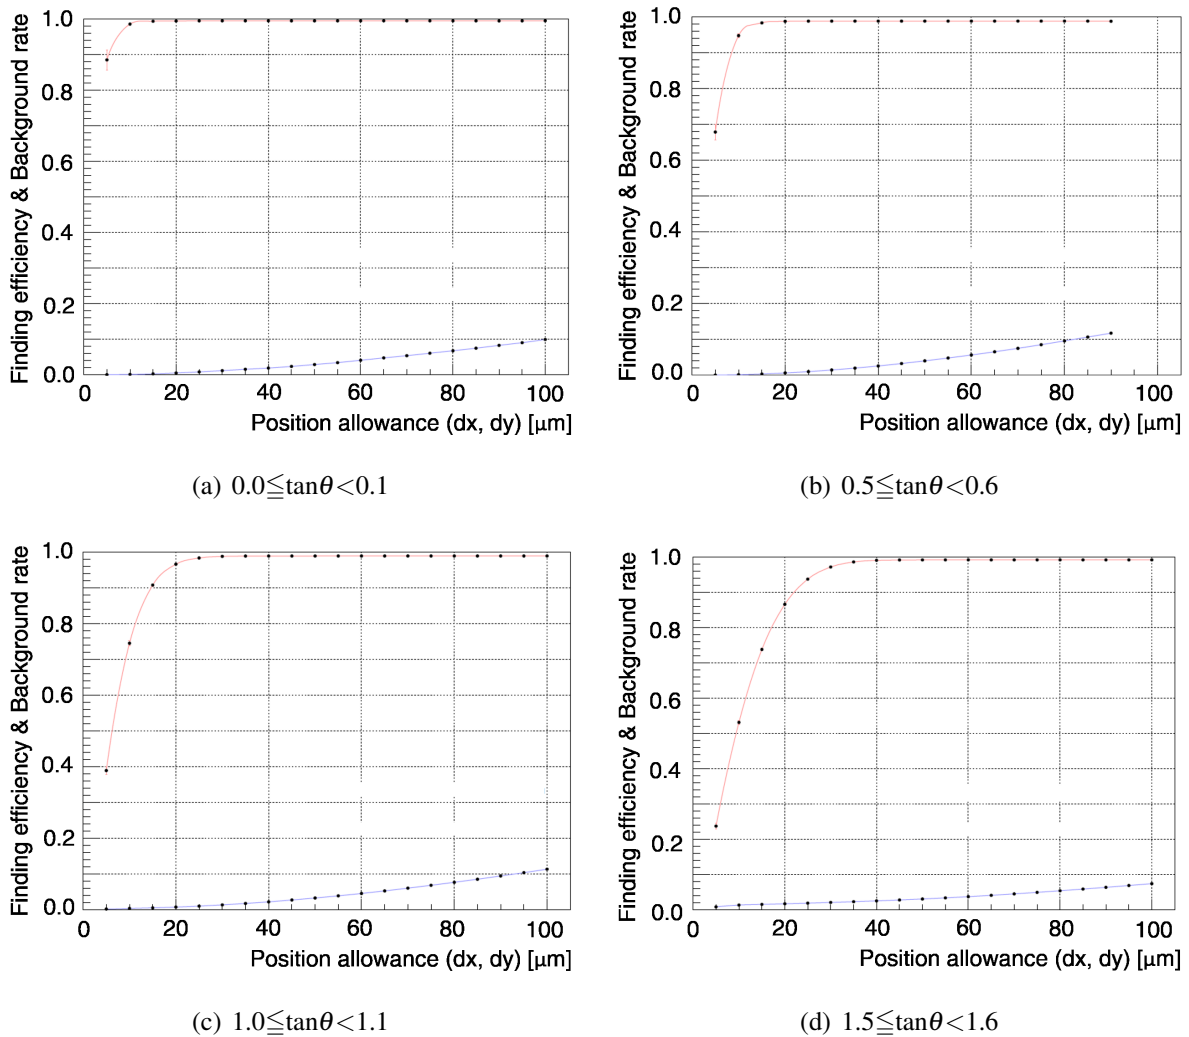 Finding efficiency & Background rate
1.0
0.8
0.6
0.4
0.2
0.0
0 20 40 60 80 100
Position allowance (dx, dy) [μm]
(a) 0.0≦tanθ<0.1
Finding efficiency & Background rate
1.0
0.8
0.6
0.4
0.2
0.0
0 20 40 60 80 100
Position allowance (dx, dy) [μm]
(b) 0.5≦tanθ<0.6
Finding efficiency & Background rate
1.0
0.8
0.6
0.4
0.2
0.0
0 20 40 60 80 100
Position allowance (dx, dy) [μm]
(c) 1.0≦tanθ<1.1
Finding efficiency & Background rate
1.0
0.8
0.6
0.4
0.2
0.0
0 20 40 60 80 100
Position allowance (dx, dy) [μm]
(d) 1.5≦tanθ<1.6